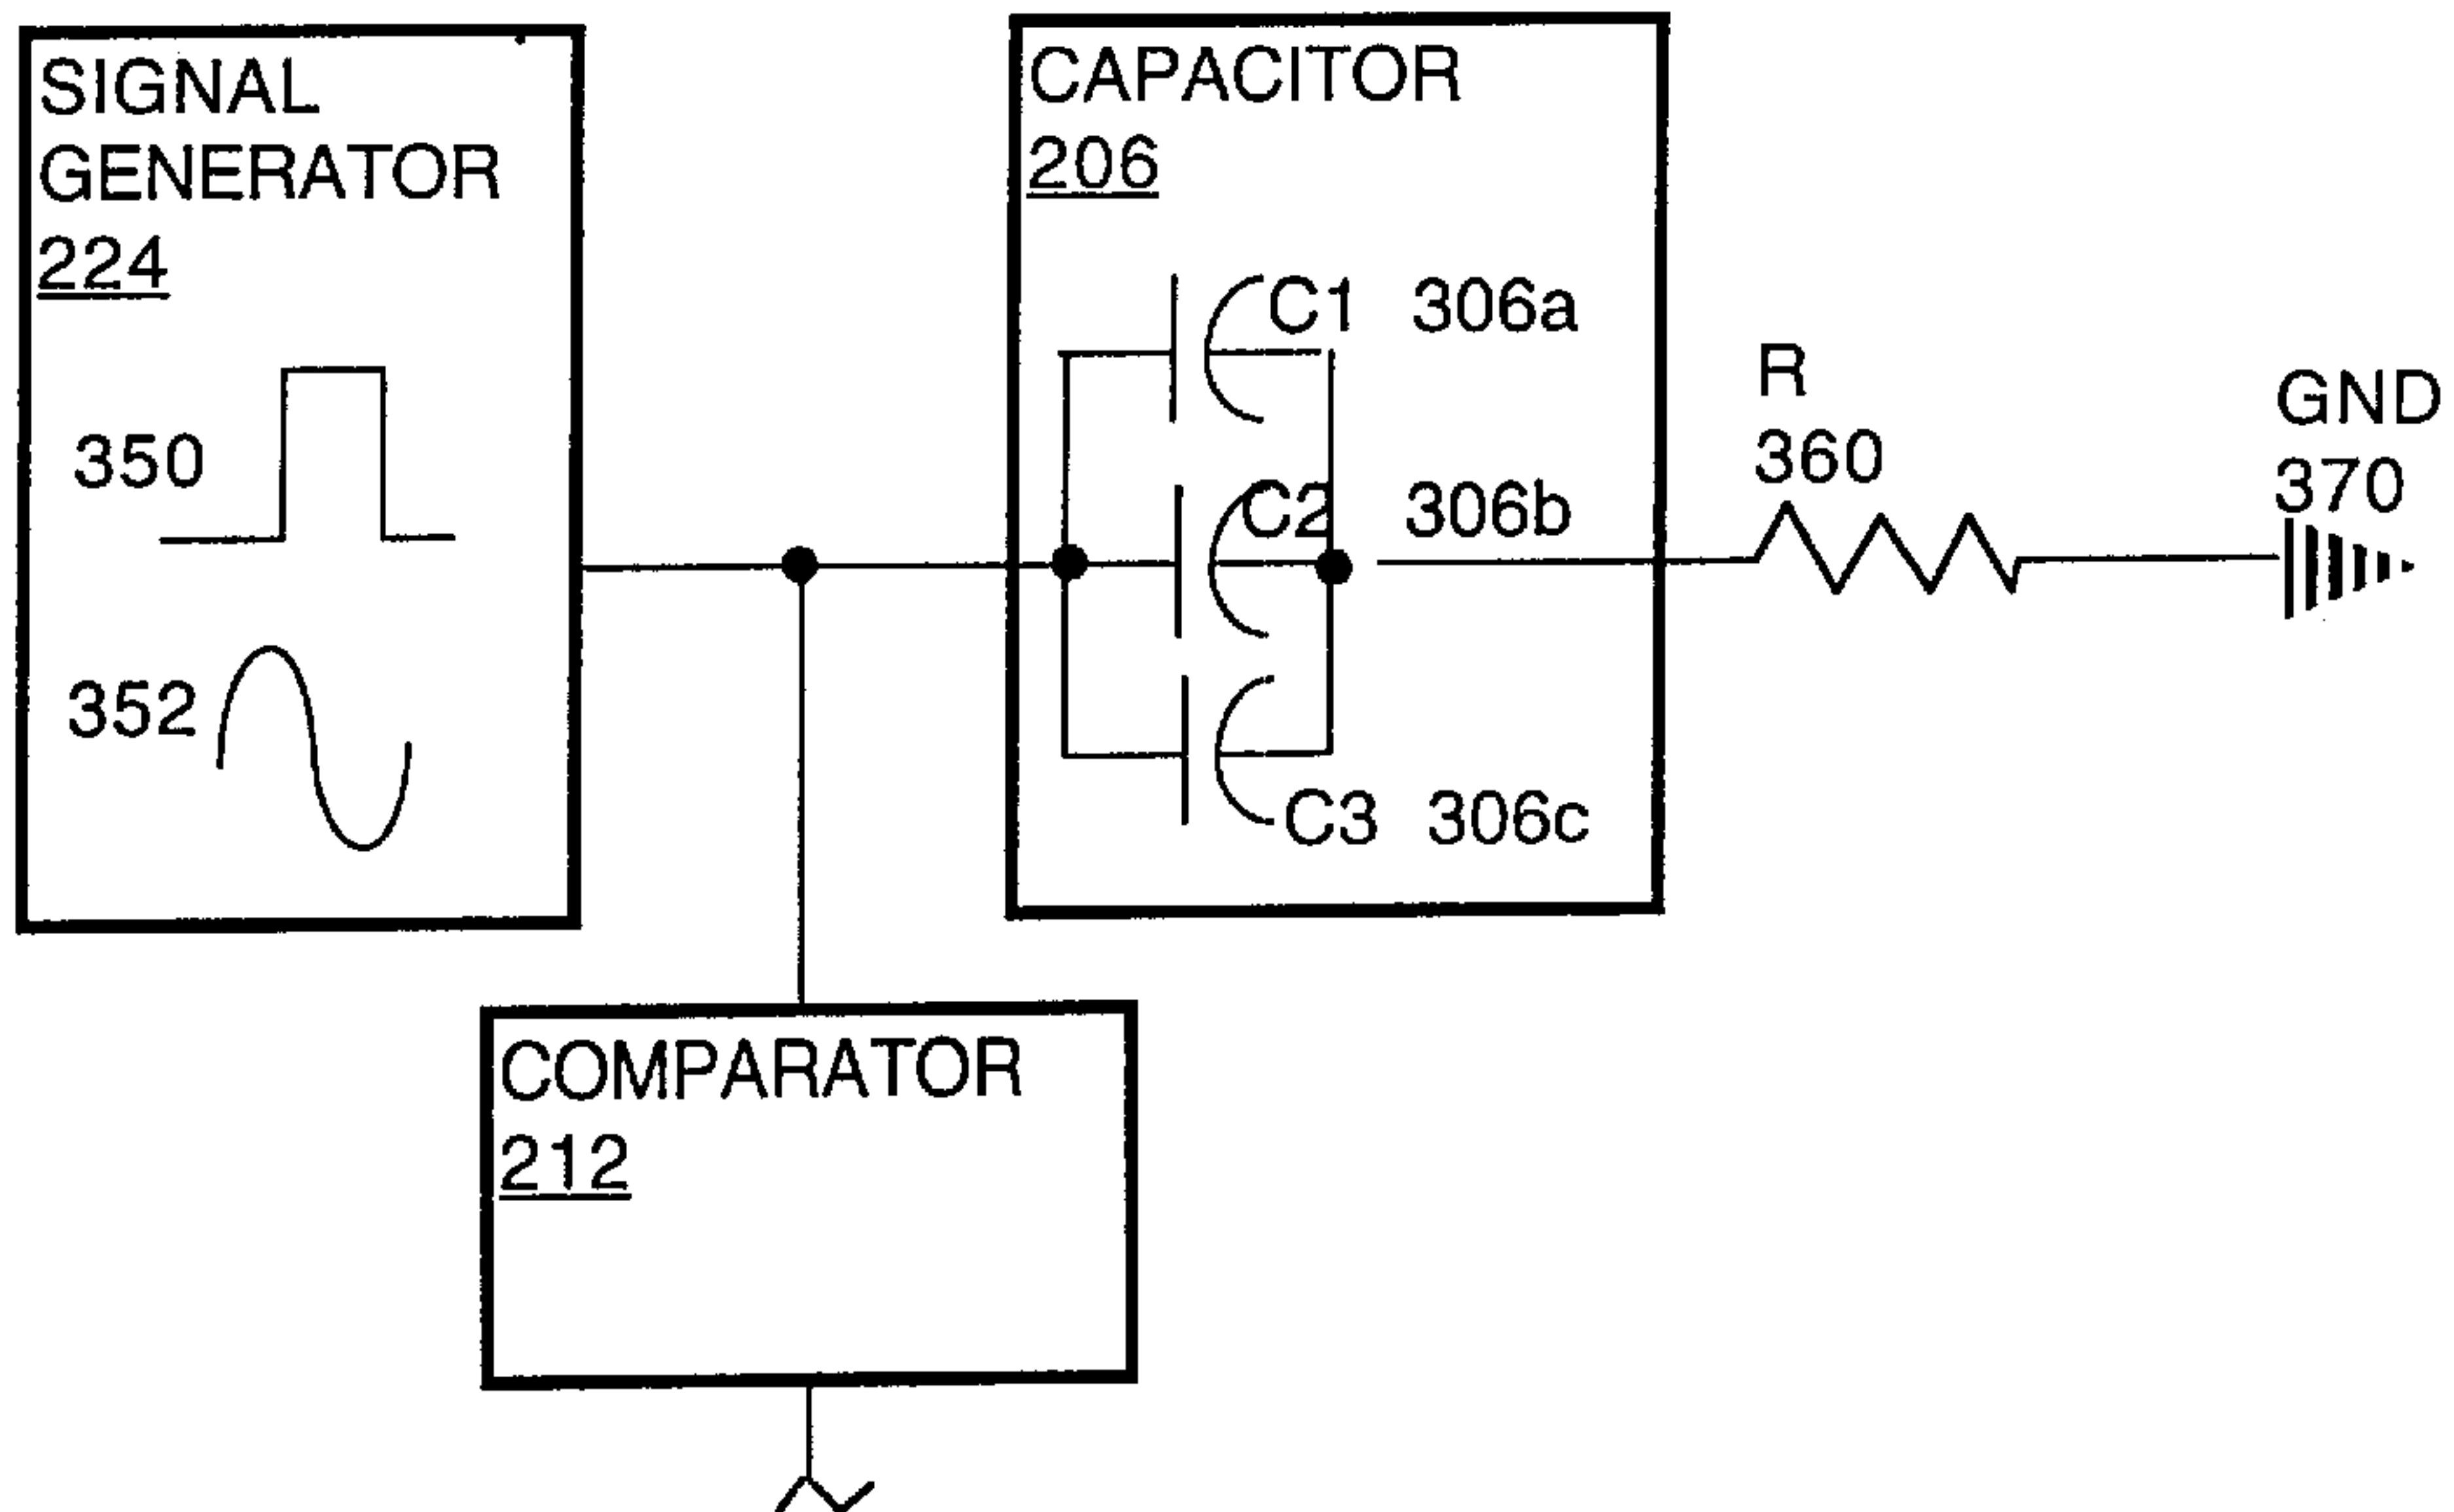 SIGNAL
GENERATOR
224
350
352
CAPACITOR
206
C1 306a
C2 306b
C3 306c
R
360
GND
370
COMPARATOR
212